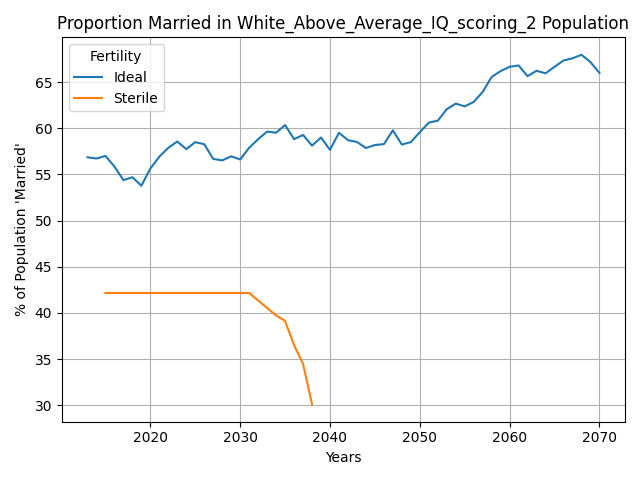 Proportion Married in White_Above_Average_IQ_scoring_2 Population
Fertility
Ideal
Sterile
% of Population 'Married'
65
60
55
50
45
40
35
30
2020 2030 2040 2050 2060 2070
Years